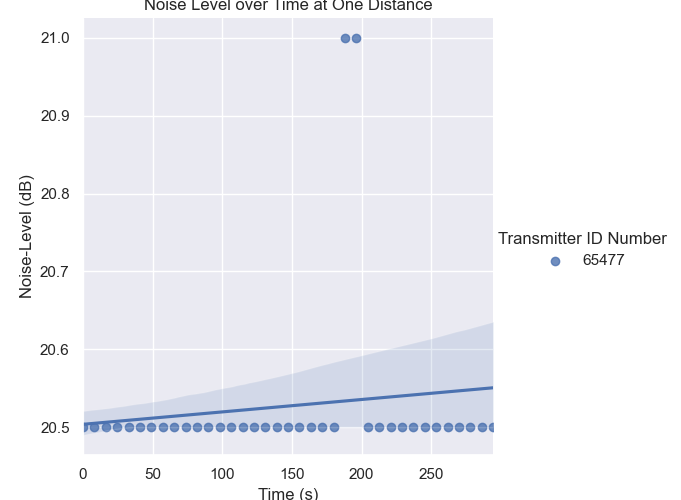 Noise Level over Time at One Distance
21.0
20.9
20.8
20.7
20.6
20.5
Noise-Level (dB)
0 50 100 150 200 250
Time (s)
Transmitter ID Number
65477